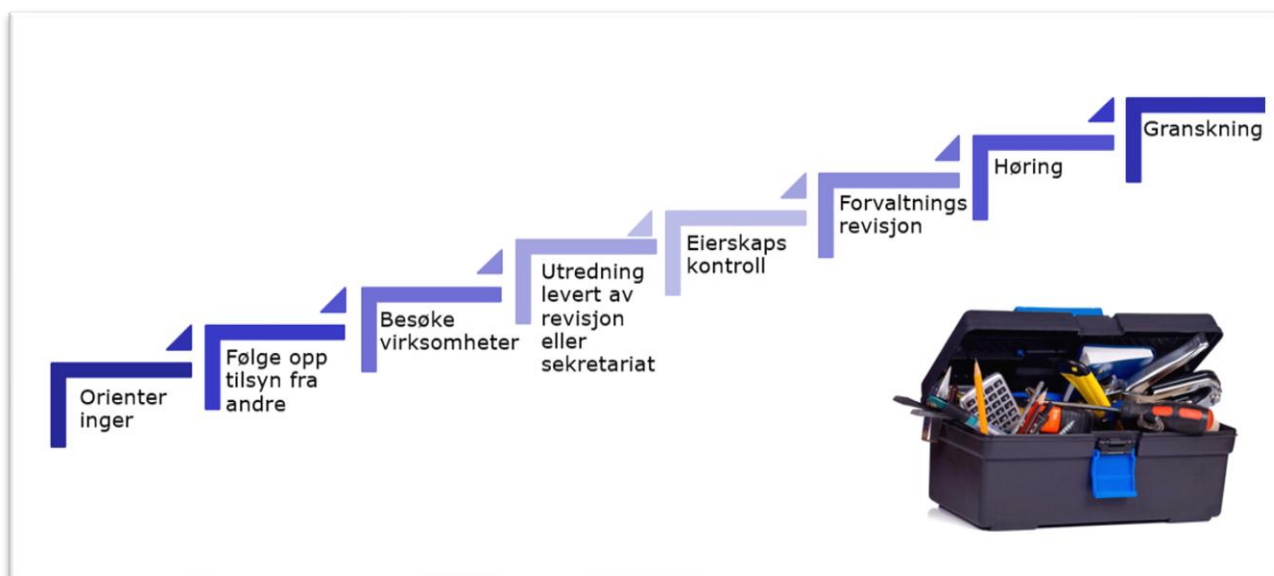 Orienter
inger
Følge opp
tilsyn fra
andre
Besøke
virksomheter
Utredning
levert av
revisjon
eller
sekretariat
Eierskaps
kontroll
Forvaltnings
revisjon
Høring
Granskning